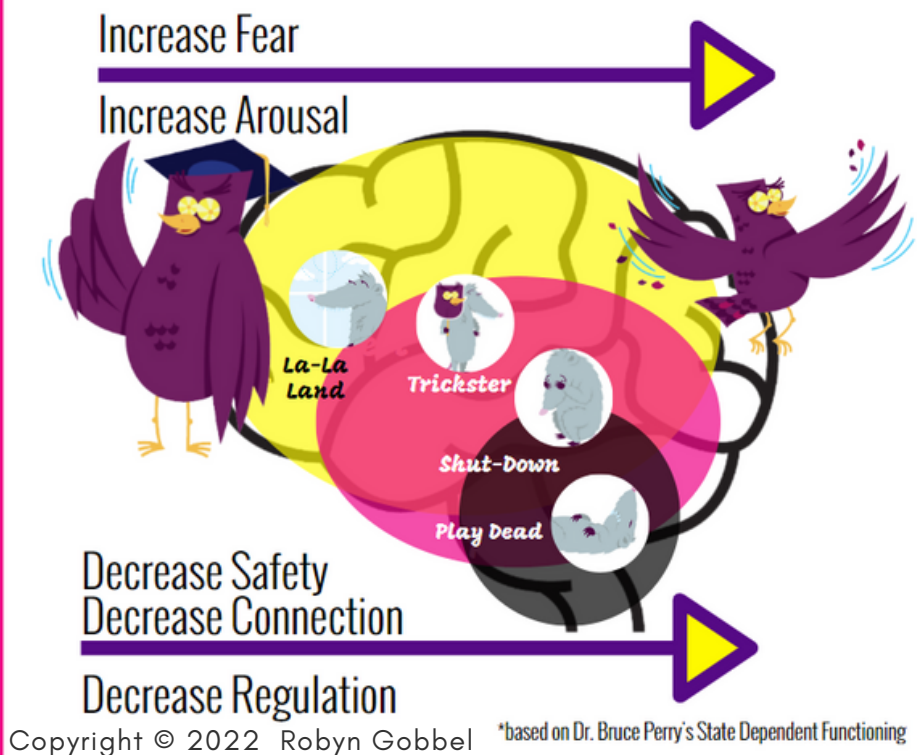 Increase Fear
Increase Arousal
La-La
Land
Trickster
Shut-Down
Play Dead
Decrease Safety
Decrease Connection
Decrease Regulation
Copyright © 2022 Robyn Gobbel
*based on Dr. Bruce Perry's State Dependent Functioning